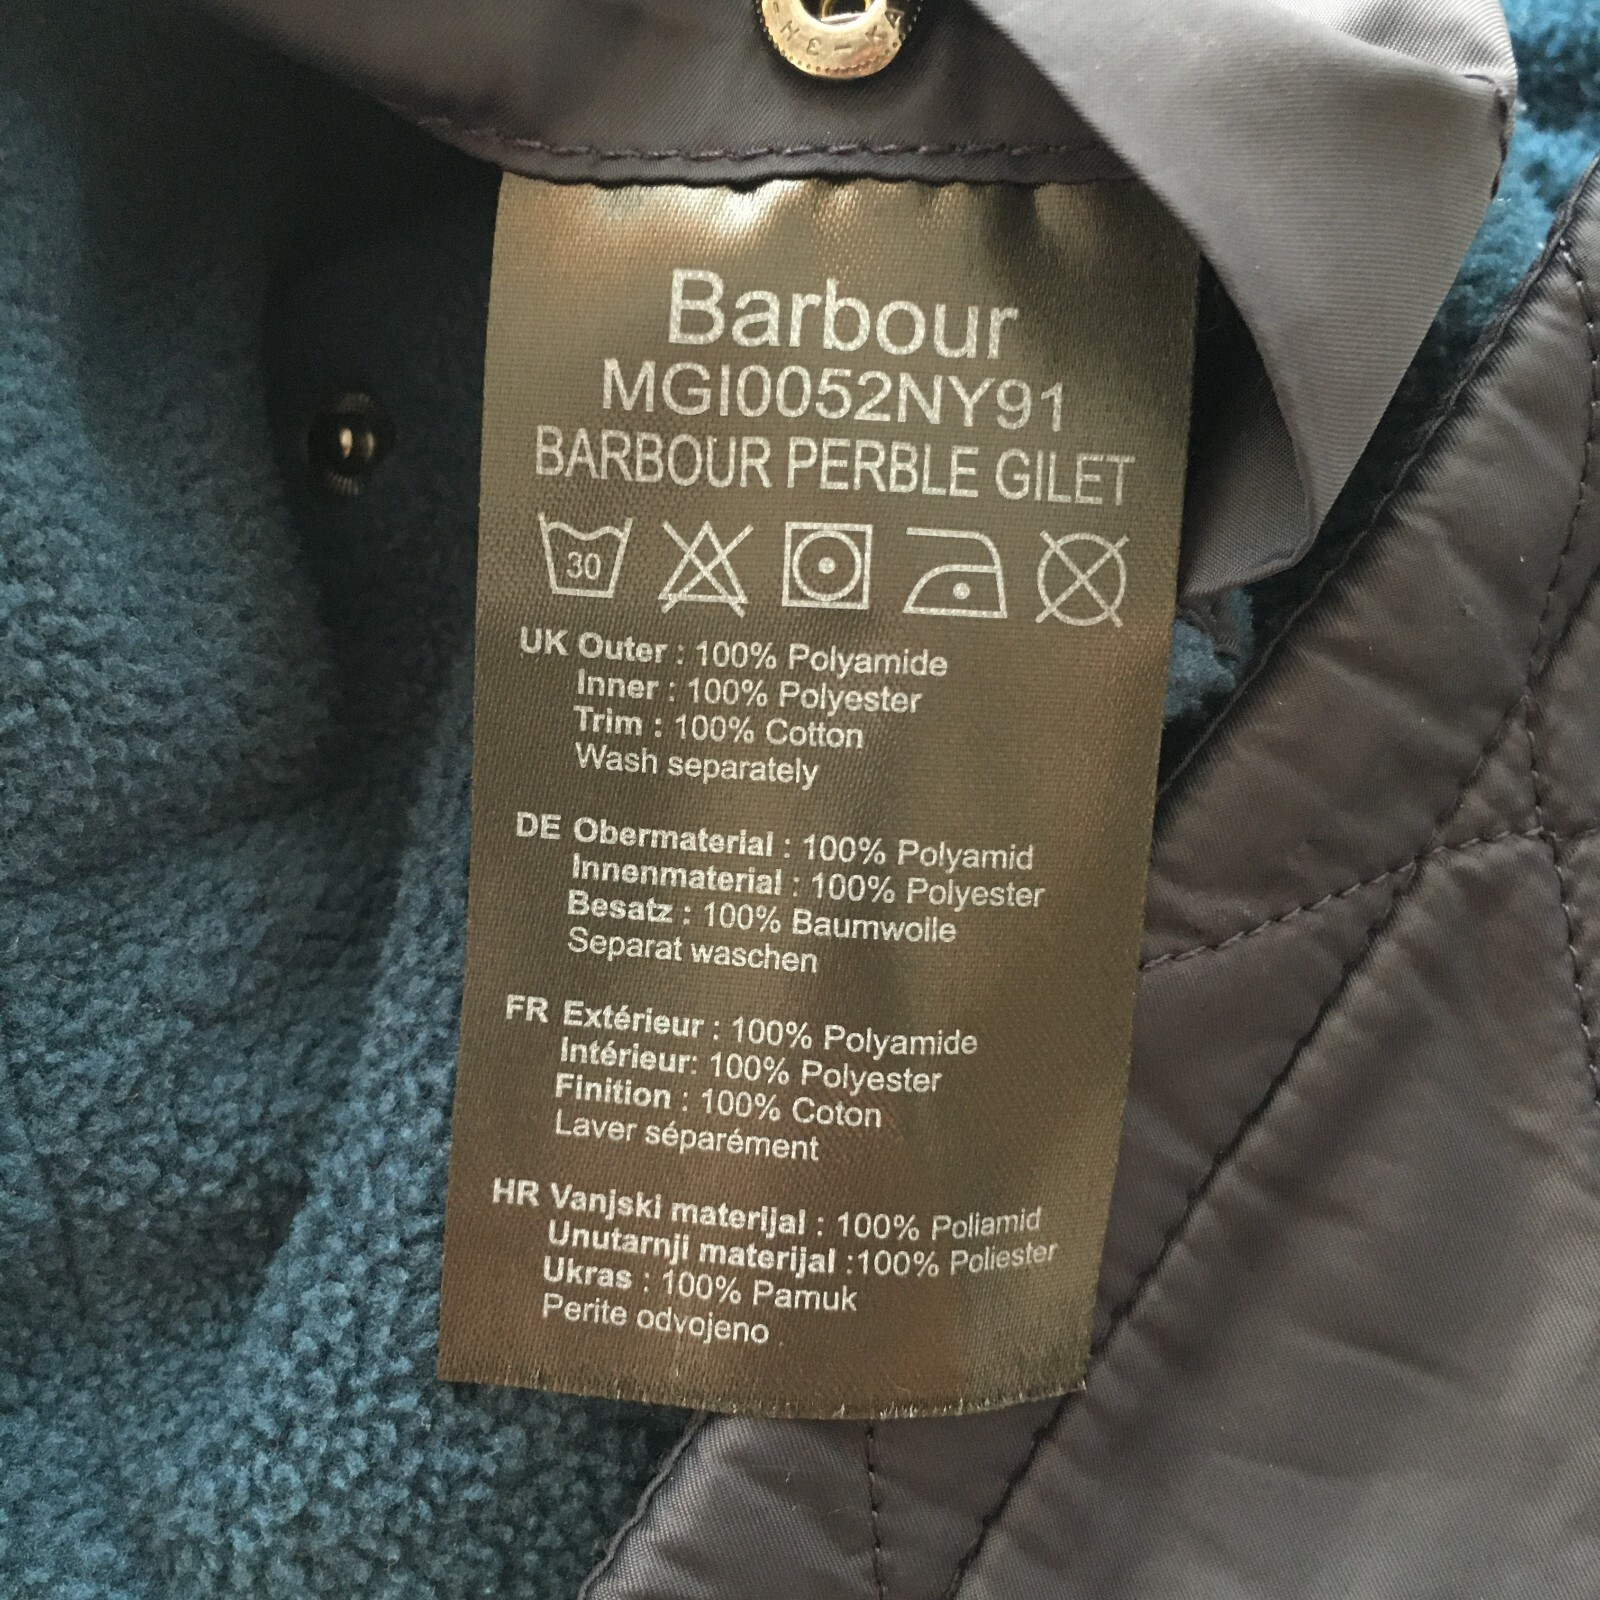 Barbour
MGI0052NY91
BARBOUR PERBLE GILET
30
UK Outer : 100% Polyamide
Inner : 100% Polyester
Trim : 100% Cotton
Wash separately
DE Obermaterial : 100% Polyamid
Innenmaterial : 100% Polyester
Besatz : 100% Baumwolle
Separat waschen
FR Extérieur : 100% Polyamide
Intérieur: 100% Polyester
Finition : 100% Coton
Laver séparément
HR Vanjski materijal : 100% Poliamid
Unutarnji materijal :100% Poliester
Ukras : 100% Pamuk
Perite odvojeno